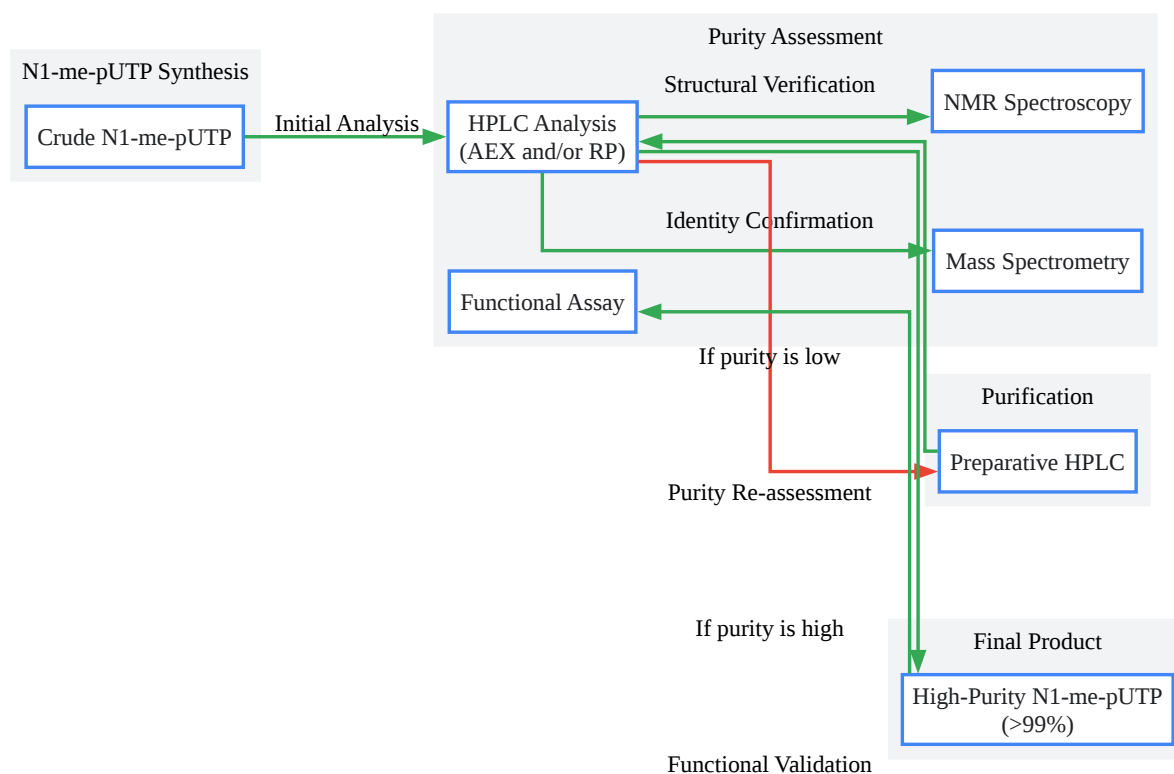 Purity Assessment
N1-me-pUTP Synthesis
Structural Verification
NMR Spectroscopy
Crude N1-me-pUTP
Initial Analysis
HPLC Analysis
(AEX and/or RP)
Identity Confirmation
Mass Spectrometry
Functional Assay
If purity is low
Purification
Preparative HPLC
Purity Re-assessment
If purity is high
Final Product
High-Purity N1-me-pUTP
(>99%)
Functional Validation